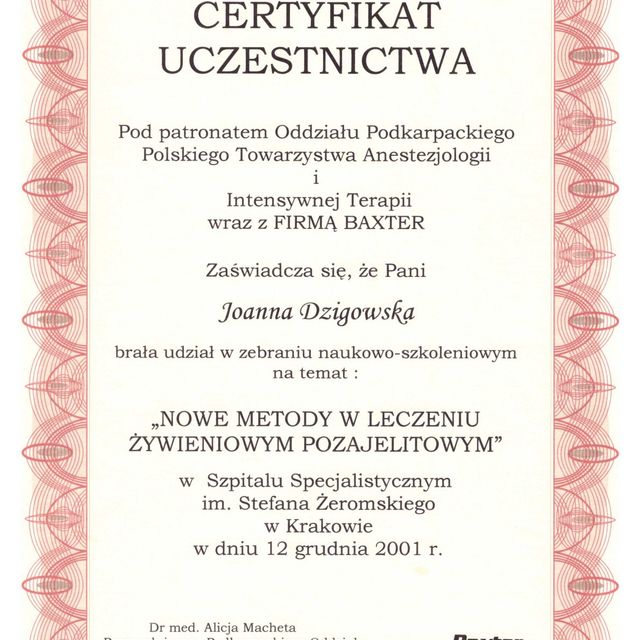 CERTYFIKAT
UCZESTNICTWA
Pod patronatem Oddziału Podkarpackiego
Polskiego Towarzystwa Anestezjologii
i
Intensywnej Terapii
wraz z FIRMĄ BAXTER
Zaświadcza się, że Pani
Joanna Dzigowska
brała udział w zebraniu naukowo-szkoleniowym
na temat :
„NOWE METODY W LECZENIU
ŻYWIENIOWYM POZAJELITOWYM”
w Szpitalu Specjalistycznym
im. Stefana Żeromskiego
w Krakowie
w dniu 12 grudnia 2001 r.
Dr med. Alicja Macheta